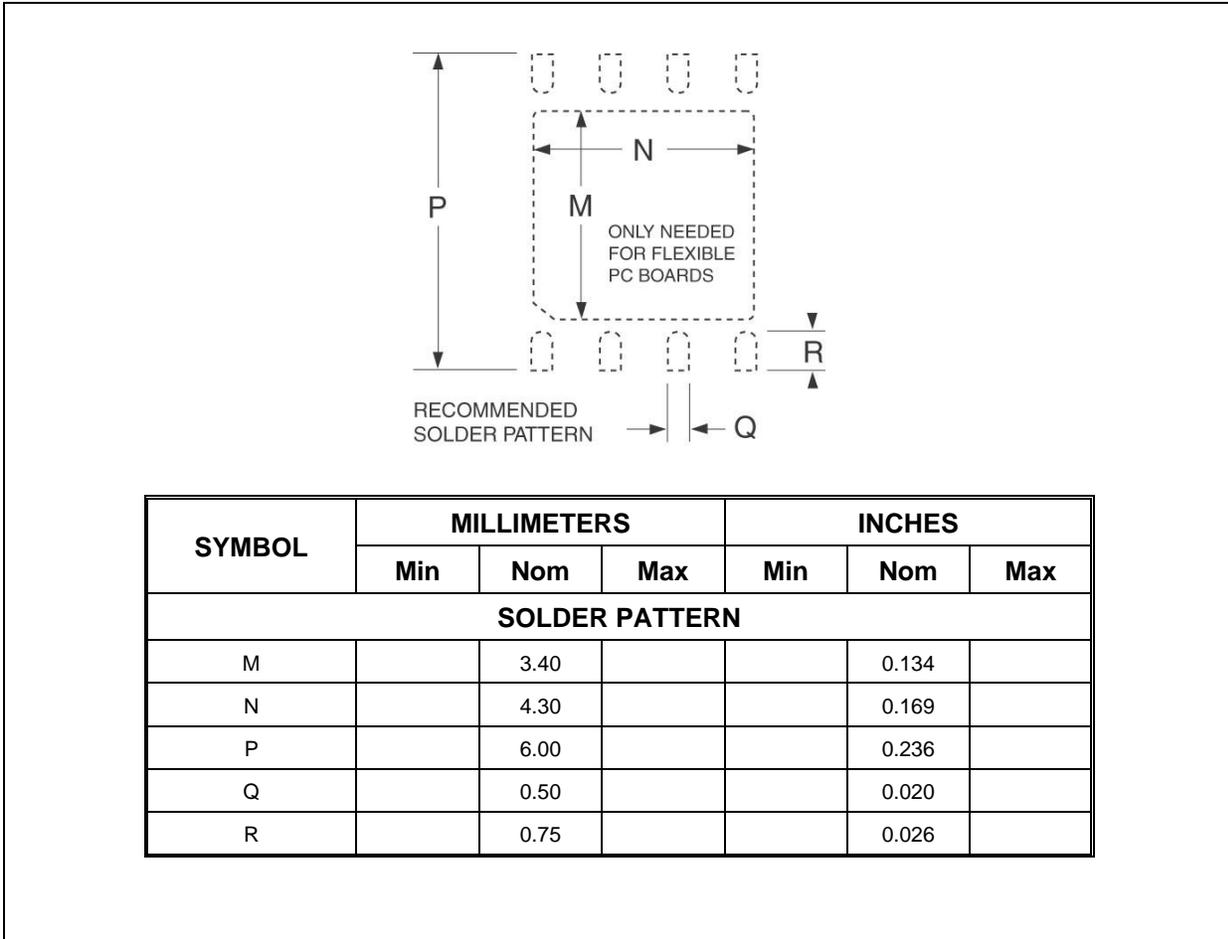 N
P
M
ONLY NEEDED
FOR FLEXIBLE
PC BOARDS
R
RECOMMENDED
SOLDER PATTERN
Q
SYMBOL MILLIMETERS INCHES
Min Nom Max Min Nom Max
SOLDER PATTERN
M 3.40 0.134
N 4.30 0.169
P 6.00 0.236
Q 0.50 0.020
R 0.75 0.026